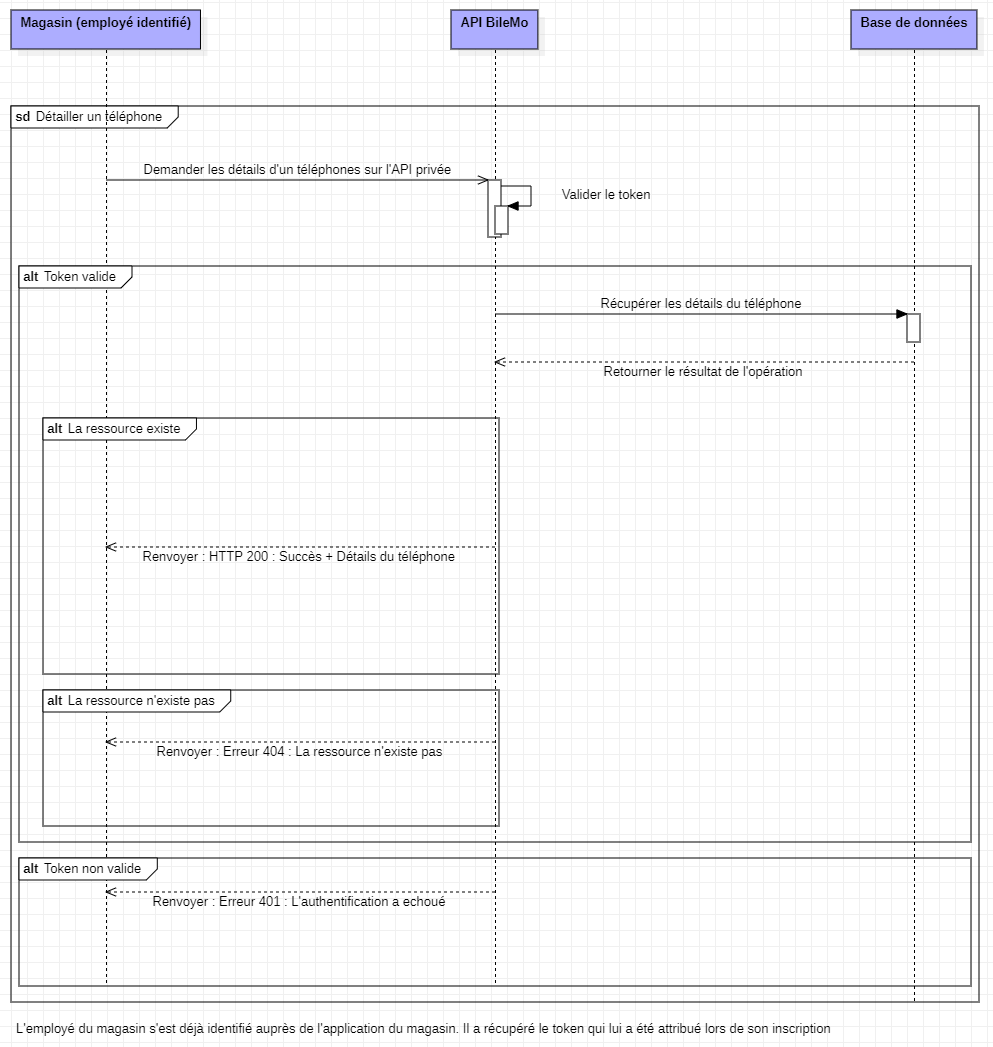 Magasin (employé identifié)
API BileMo
Base de données
sd Détailler un téléphone
Demander les détails d'un téléphones sur l'API privée
Valider le token
alt Token valide
Récupérer les détails du téléphone
Retourner le résultat de l'opération
alt La ressource existe
Renvoyer : HTTP 200 : Succès + Détails du téléphone
alt La ressource n'existe pas
Renvoyer : Erreur 404 : La ressource n'existe pas
alt Token non valide
Renvoyer : Erreur 401 : L'authentification a echoué
L'employé du magasin s'est déjà identifié auprès de l'application du magasin. Il a récupéré le token qui lui a été attribué lors de son inscription